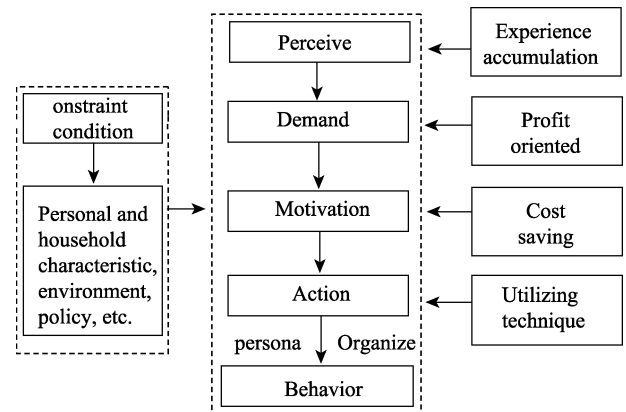 onstraint
condition
Personal and
household
characteristic,
environment,
policy, etc.
Perceive
Demand
Motivation
Action
persona Organize
Behavior
Experience
accumulation
Profit
oriented
Cost
saving
Utilizing
technique